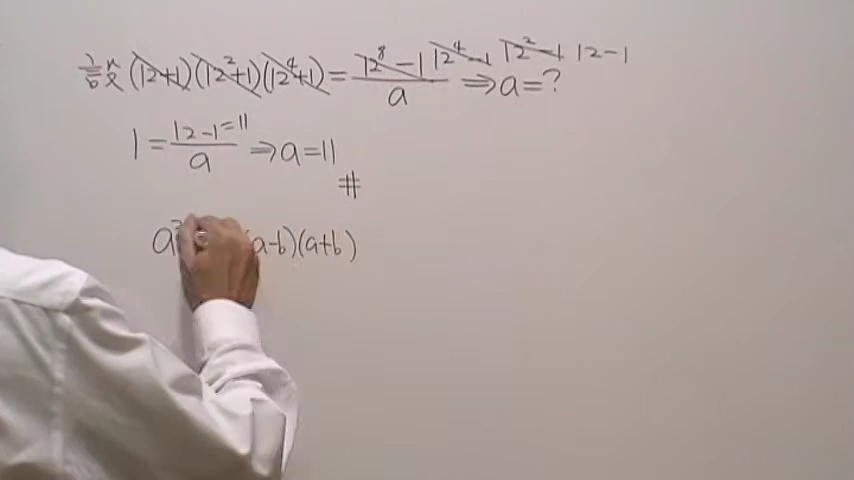 設 (12+1)(12²+1)(12⁴+1) = (12⁸-1)/a 12⁴-1 12²-1 12-1 ⇒ a=?
1 = (12-1=11)/a ⇒ a=11
#
a² (a-b)(a+b)